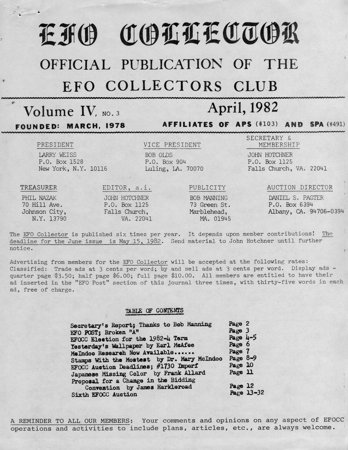 EFO COLLECTOR
OFFICIAL PUBLICATION OF THE
EFO COLLECTORS CLUB
Volume IV, NO. 3 April, 1982
FOUNDED: MARCH, 1978 AFFILIATES OF APS (#103) AND SPA (#491)
PRESIDENT VICE PRESIDENT SECRETARY & MEMBERSHIP
LARRY WEISS BOB OLDS JOHN HOTCHNER
P.O. Box 1528 P.O. Box 904 P.O. Box 1125
New York, N.Y. 10116 Luling, LA. 70070 Falls Church, VA. 22041
TREASURER EDITOR, a.i. PUBLICITY AUCTION DIRECTOR
PHIL NAZAK JOHN HOTCHNER BOB MANNING DANIEL S. PAGTER
70 Hill Ave. P.O. Box 1125 73 Green St. P.O. Box 6394
Johnson City, Falls Church, Marblehead, Albany, CA. 94706-0394
N.Y. 13790 VA. 22041 MA. 01945
The EFO Collector is published six times per year. It depends upon member contributions! The
deadline for the June issue is May 15, 1982. Send material to John Hotchner until further
notice.
Advertising from members for the EFO Collector will be accepted at the following rates:
Classified: Trade ads at 3 cents per word; by and sell ads at 3 cents per word. Display ads -
quarter page $3.50; half page $6.00; full page $10.00. All members are entitled to have their
ad inserted in the "EFO Post" section of this journal three times, with thirty-five words in each
ad, free of charge.
TABLE OF CONTENTS
Secretary's Report; Thanks to Bob Manning Page 2
EFO POST; Broken "A" Page 3
EFOCC Election for the 1982-4 Term Page 4-5
Yesterday's Wallpaper by Karl McAfee Page 6
McIndoo Research Now Available...... Page 7
Stamps With the Mostest by Dr. Mary McIndoo Page 8-9
EFOCC Auction Deadlines; #1730 Imperf Page 10
Japanese Missing Color by Frank Allard Page 11
Proposal for a Change in the Bidding
Convention by James Markleroad Page 12
Sixth EFOCC Auction Page 13-32
A REMINDER TO ALL OUR MEMBERS: Your comments and opinions on any aspect of EFOCC
operations and activities to include plans, articles, etc., are always welcome.